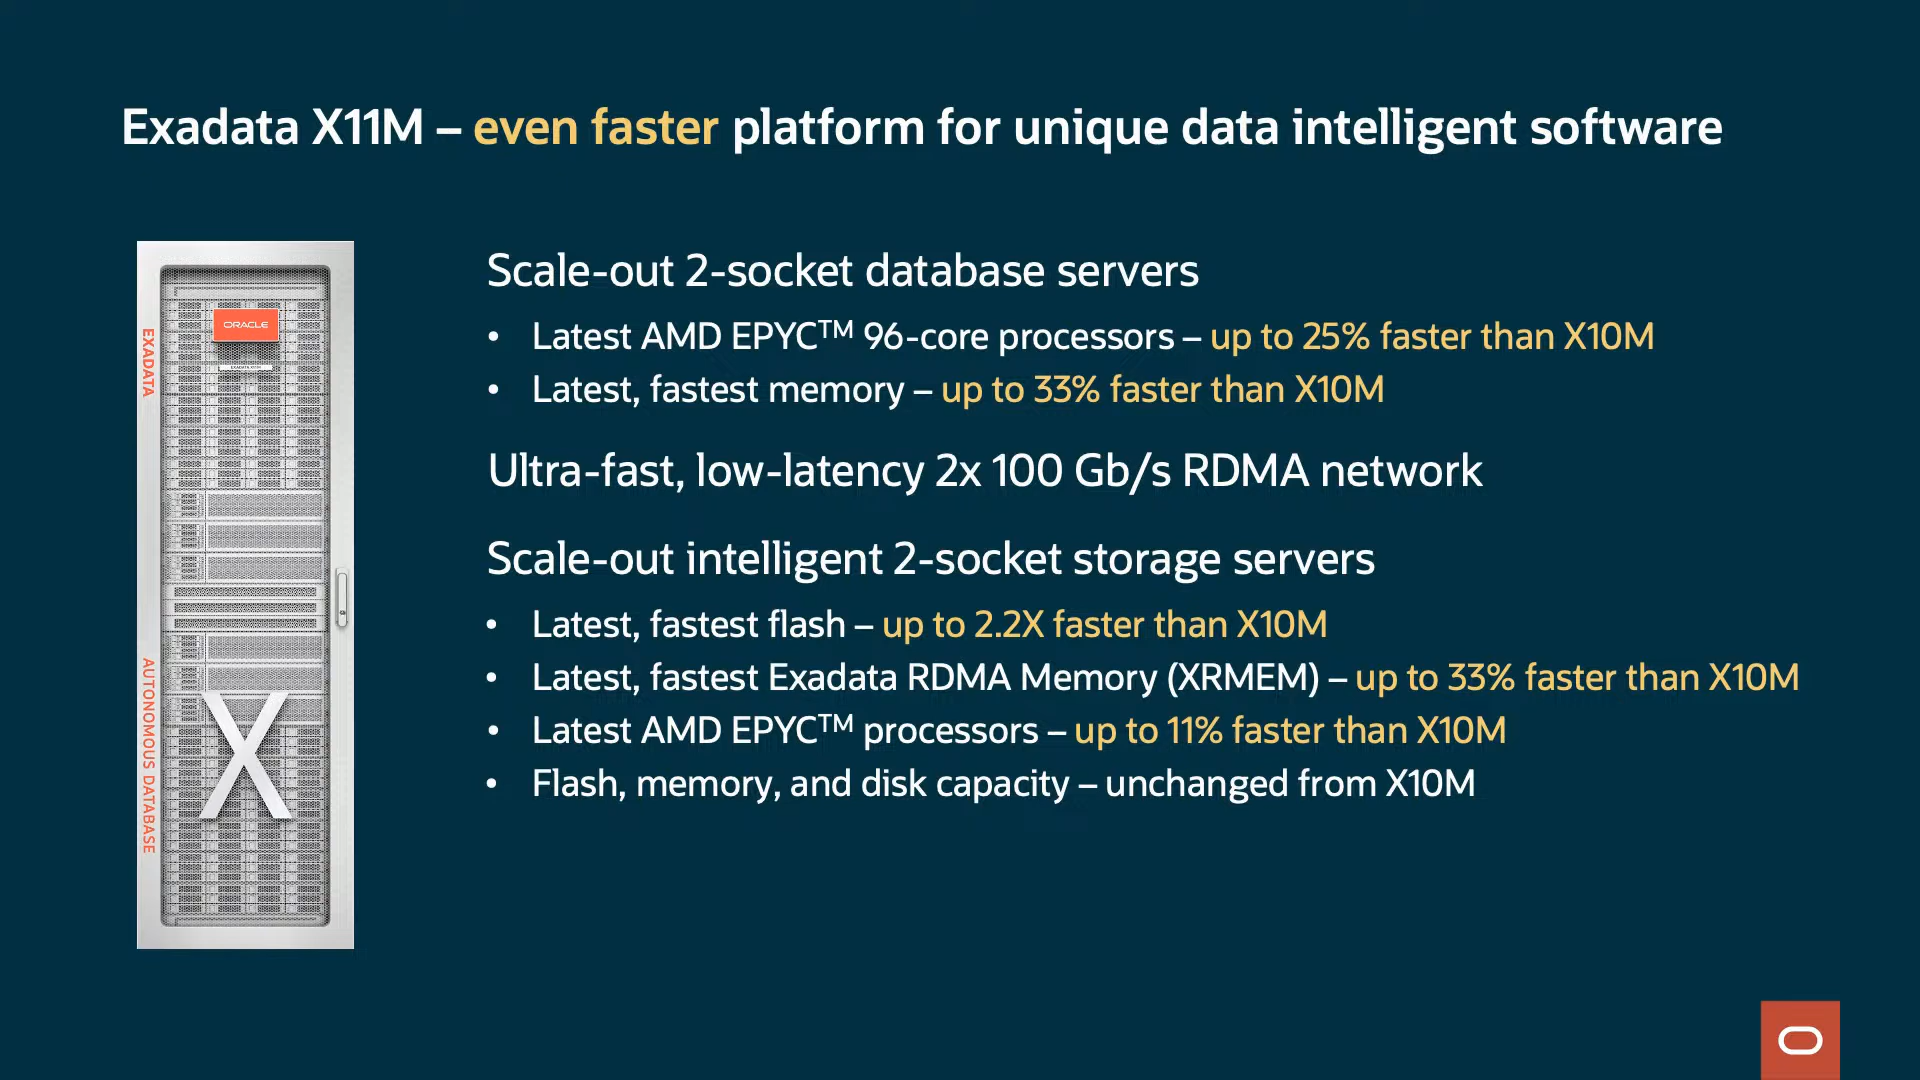 Exadata X11M – even faster platform for unique data intelligent software
ORACLE
EXADATA X11M
EXADATA
AUTONOMOUS DATABASE
X
Scale-out 2-socket database servers
• Latest AMD EPYC™ 96-core processors – up to 25% faster than X10M
• Latest, fastest memory – up to 33% faster than X10M
Ultra-fast, low-latency 2x 100 Gb/s RDMA network
Scale-out intelligent 2-socket storage servers
• Latest, fastest flash – up to 2.2X faster than X10M
• Latest, fastest Exadata RDMA Memory (XRMEM) – up to 33% faster than X10M
• Latest AMD EPYC™ processors – up to 11% faster than X10M
• Flash, memory, and disk capacity – unchanged from X10M